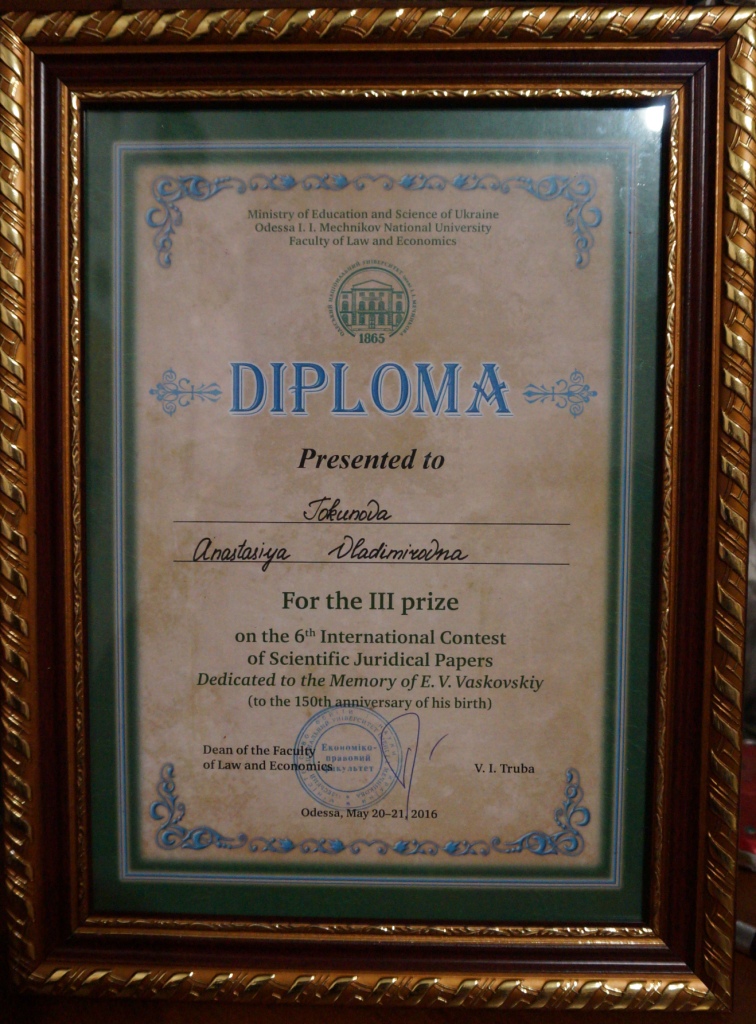 Ministry of Education and Science of Ukraine
Odessa I. I. Mechnikov National University
Faculty of Law and Economics
1865
DIPLOMA
Presented to
Tokunova
Anastasiya Vladimirovna
For the III prize
on the 6th International Contest
of Scientific Juridical Papers
Dedicated to the Memory of E. V. Vaskovskiy
(to the 150th anniversary of his birth)
Dean of the Faculty
of Law and Economics
Економіко-
правовий
факультет
V. I. Truba
Odessa, May 20–21, 2016